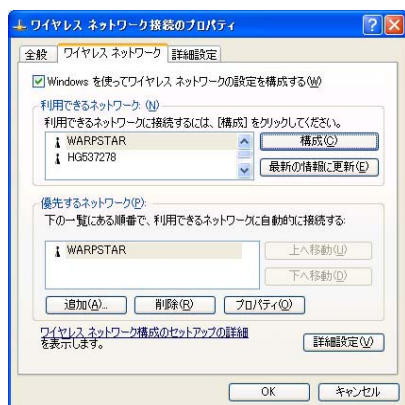 ワイヤレス ネットワーク接続のプロパティ
全般 ワイヤレス ネットワーク 詳細設定
Windows を使ってワイヤレス ネットワークの設定を構成する(W)
利用できるネットワーク: (N)
利用できるネットワークに接続するには、[構成] をクリックしてください。
WARPSTAR
HG537278
構成(C)
最新の情報に更新(E)
優先するネットワーク(P):
下の一覧にある順番で、利用できるネットワークに自動的に接続する:
WARPSTAR
上へ移動(U)
下へ移動(D)
追加(A)... 削除(R) プロパティ(O)
ワイヤレス ネットワーク構成のセットアップの詳細
を表示します。
詳細設定(V)
OK キャンセル